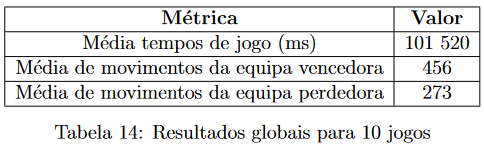 Métrica Valor
Média tempos de jogo (ms) 101 520
Média de movimentos da equipa vencedora 456
Média de movimentos da equipa perdedora 273
Tabela 14: Resultados globais para 10 jogos